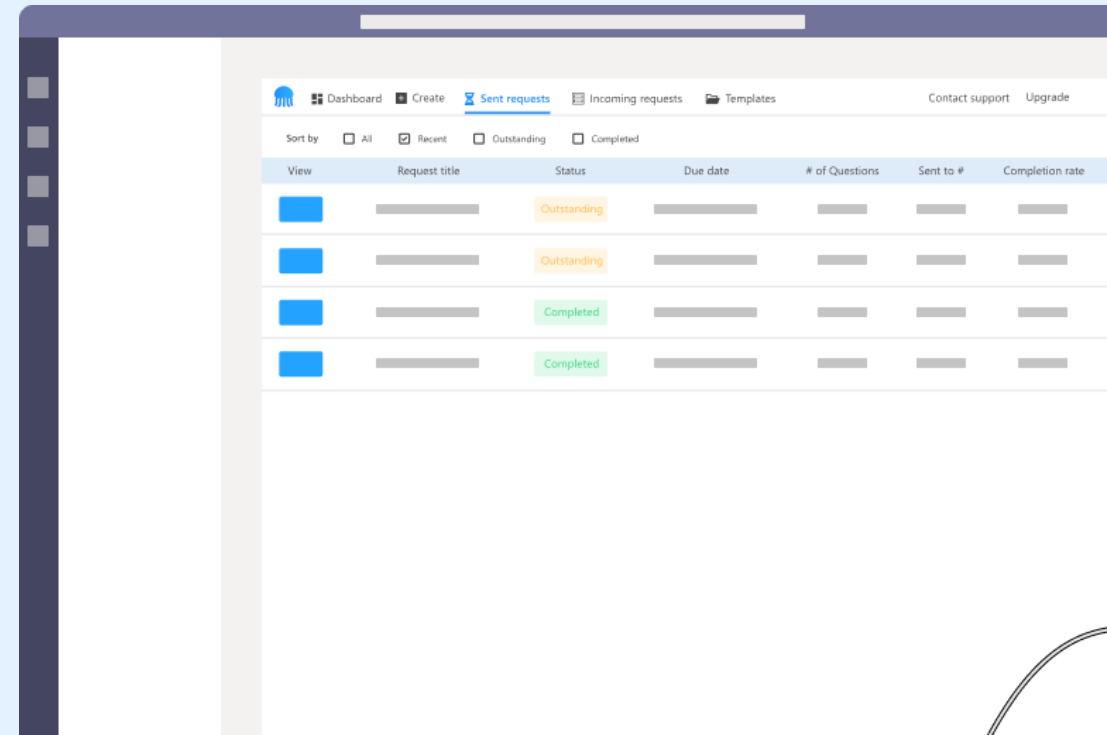 Dashboard Create Sent requests Incoming requests Templates Contact support Upgrade
Sort by All Recent Outstanding Completed
View Request title Status Due date # of Questions Sent to # Completion rate
Outstanding
Outstanding
Completed
Completed